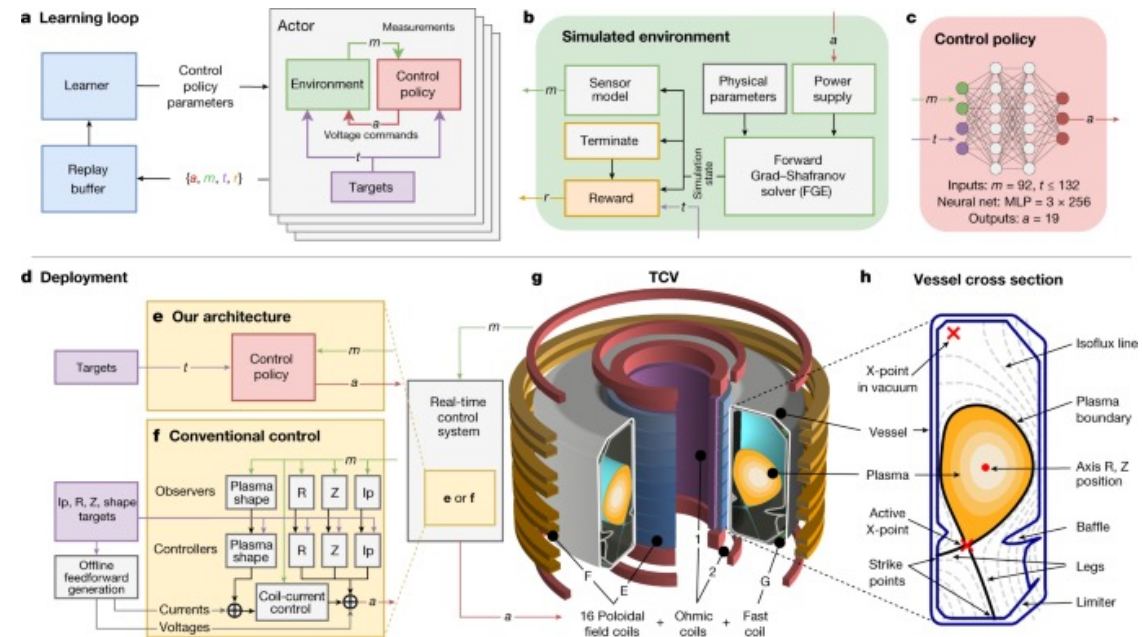 a Learning loop
Learner
Replay
buffer
Control
policy
parameters
{a, m, t, r}
Actor
Measurements
m
Environment
Control
policy
a
Voltage commands
t
Targets
b
Simulated environment
a
m
Sensor
model
Physical
parameters
Power
supply
Terminate
Simulation
state
Forward
Grad–Shafranov
solver (FGE)
r
Reward
t
c
Control policy
m
t
a
Inputs: m = 92, t ≤ 132
Neural net: MLP = 3 × 256
Outputs: a = 19
d Deployment
e Our architecture
Targets
t
Control
policy
m
a
f Conventional control
m
Observers
Plasma
shape
R
Z
Ip
Ip, R, Z, shape
targets
Controllers
Plasma
shape
R
Z
Ip
Offline
feedforward
generation
Coil-current
control
a
Currents
Voltages
m
Real-time
control
system
e or f
a
g
TCV
1
2
F
E
G
16 Poloidal
field coils
+
Ohmic
coils
+
Fast
coil
h
Vessel cross section
X-point
in vacuum
Isoflux line
Plasma
boundary
Vessel
Plasma
Axis R, Z
position
Active
X-point
Baffle
Strike
points
Legs
Limiter